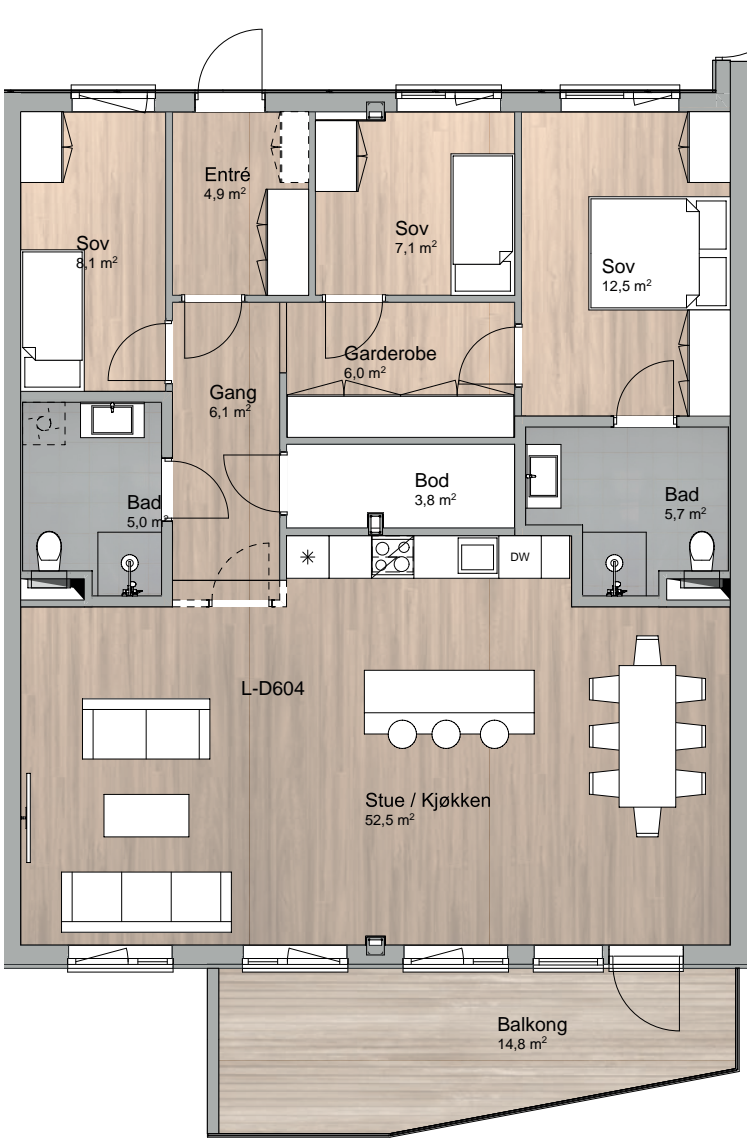 Entré
4,9 m²
Sov
8,1 m²
Sov
7,1 m²
Sov
12,5 m²
Garderobe
6,0 m²
Gang
6,1 m²
Bod
3,8 m²
Bad
5,0 m²
Bad
5,7 m²
DW
L-D604
Stue / Kjøkken
52,5 m²
Balkong
14,8 m²